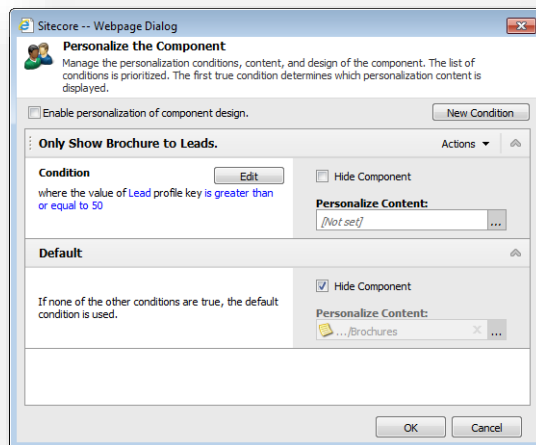 Sitecore -- Webpage Dialog
Personalize the Component
Manage the personalization conditions, content, and design of the component. The list of
conditions is prioritized. The first true condition determines which personalization content is
displayed.
Enable personalization of component design.
New Condition
Only Show Brochure to Leads.
Actions
Condition
Edit
where the value of Lead profile key is greater than
or equal to 50
Hide Component
Personalize Content:
[Not set]
...
Default
If none of the other conditions are true, the default
condition is used.
Hide Component
Personalize Content:
.../Brochures
...
OK
Cancel